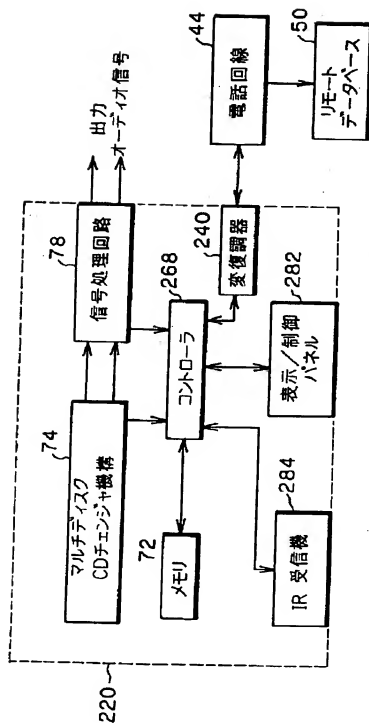 220
74
マルチディスク
CDチェンジャ機構
78
信号処理回路
出力
オーディオ信号
72
メモリ
268
コントローラ
240
変復調器
44
電話回線
50
リモート
データベース
284
IR 受信機
282
表示/制御
パネル